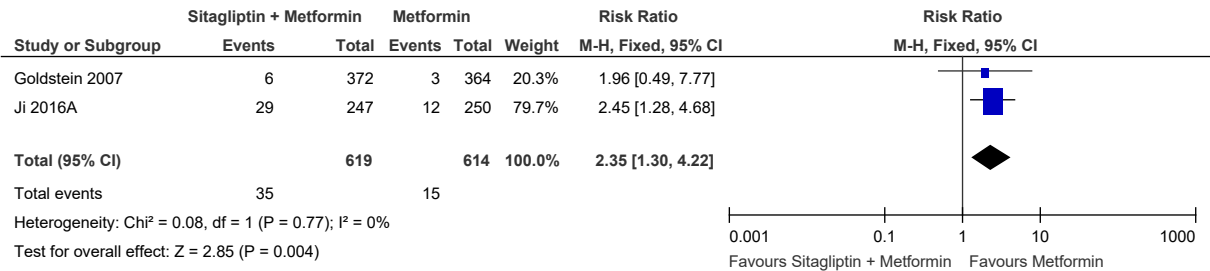 Sitagliptin + Metformin Metformin Risk Ratio Risk Ratio
Study or Subgroup Events Total Events Total Weight M-H, Fixed, 95% CI M-H, Fixed, 95% CI
Goldstein 2007 6 372 3 364 20.3% 1.96 [0.49, 7.77]
Ji 2016A 29 247 12 250 79.7% 2.45 [1.28, 4.68]
Total (95% CI) 619 614 100.0% 2.35 [1.30, 4.22]
Total events 35 15
Heterogeneity: Chi² = 0.08, df = 1 (P = 0.77); I² = 0%
Test for overall effect: Z = 2.85 (P = 0.004)
0.001 0.1 1 10 1000
Favours Sitagliptin + Metformin Favours Metformin